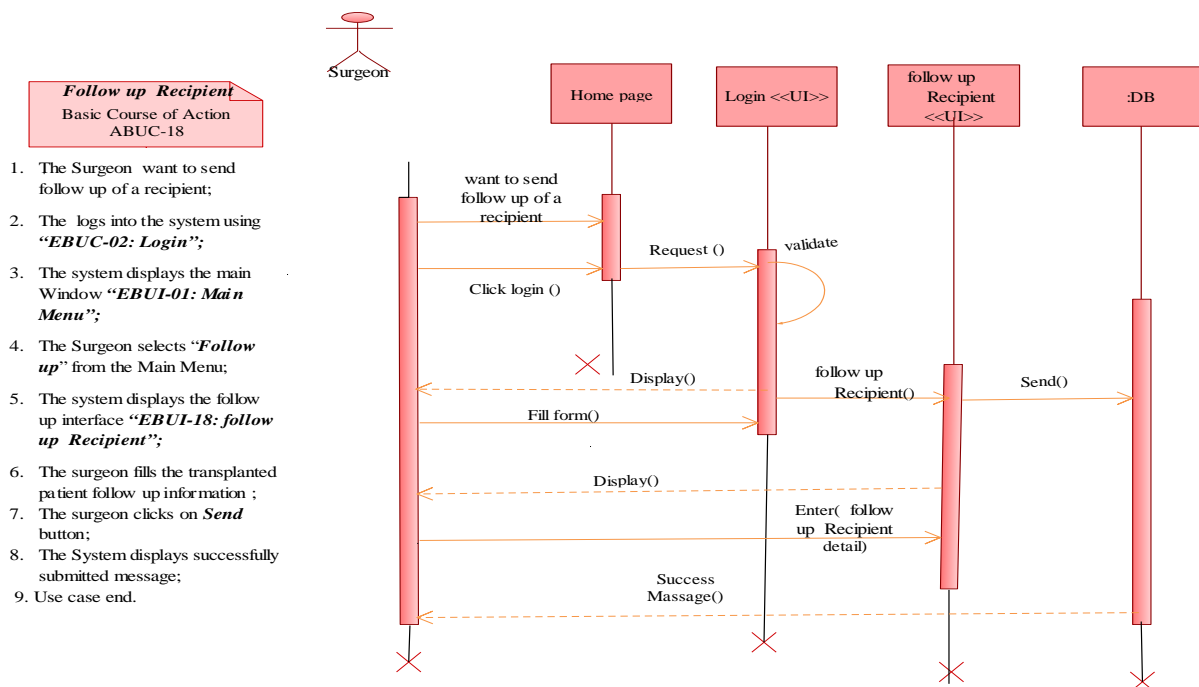 Surgeon
Follow up Recipient
Basic Course of Action
ABUC-18
1. The Surgeon want to send
follow up of a recipient;
2. The logs into the system using
“EBUC-02: Login”;
3. The system displays the main
Window “EBUI-01: Main
Menu”;
4. The Surgeon selects “Follow
up” from the Main Menu;
5. The system displays the follow
up interface “EBUI-18: follow
up Recipient”;
6. The surgeon fills the transplanted
patient follow up information ;
7. The surgeon clicks on Send
button;
8. The System displays successfully
submitted message;
9. Use case end.
Home page
Login <<UI>>
follow up
Recipient
<<UI>>
:DB
want to send
follow up of a
recipient
Request ()
validate
Click login ()
Display()
follow up
Recipient()
Send()
Fill form()
Display()
Enter( follow
up Recipient
detail)
Success
Massage()